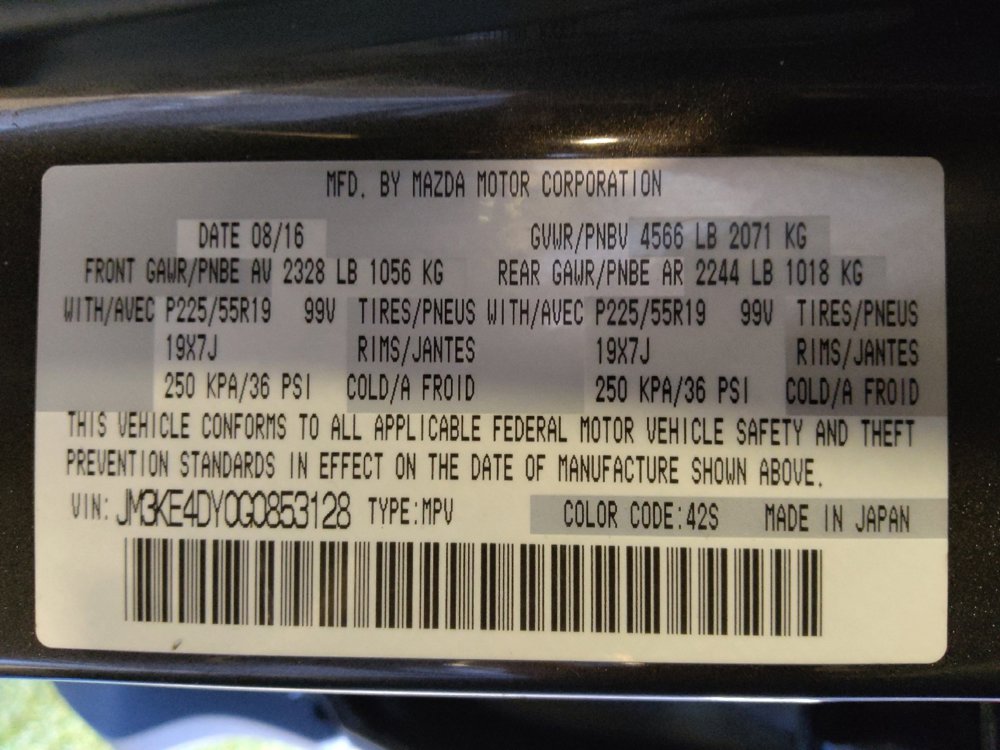 MFD. BY MAZDA MOTOR CORPORATION
DATE 08/16 GVWR/PNBV 4566 LB 2071 KG
FRONT GAWR/PNBE AV 2328 LB 1056 KG REAR GAWR/PNBE AR 2244 LB 1018 KG
WITH/AVEC P225/55R19 99V TIRES/PNEUS WITH/AVEC P225/55R19 99V TIRES/PNEUS
19X7J RIMS/JANTES 19X7J RIMS/JANTES
250 KPA/36 PSI COLD/A FROID 250 KPA/36 PSI COLD/A FROID
THIS VEHICLE CONFORMS TO ALL APPLICABLE FEDERAL MOTOR VEHICLE SAFETY AND THEFT
PREVENTION STANDARDS IN EFFECT ON THE DATE OF MANUFACTURE SHOWN ABOVE.
VIN: JM3KE4DY0G0853128 TYPE:MPV COLOR CODE:42S MADE IN JAPAN